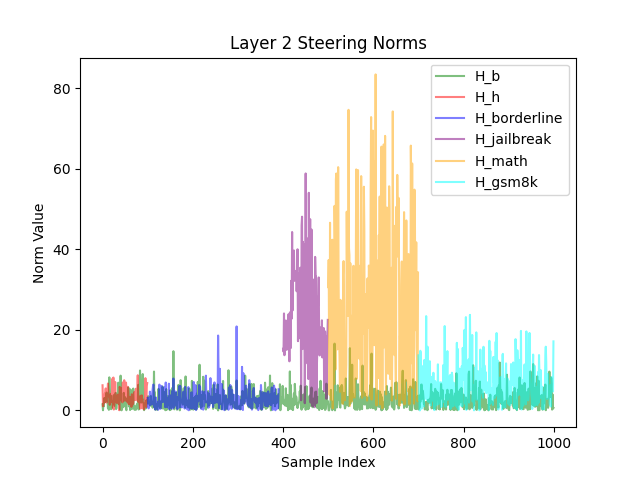 Layer 2 Steering Norms
H_b
H_h
H_borderline
H_jailbreak
H_math
H_gsm8k
Norm Value
80
60
40
20
0
0 200 400 600 800 1000
Sample Index